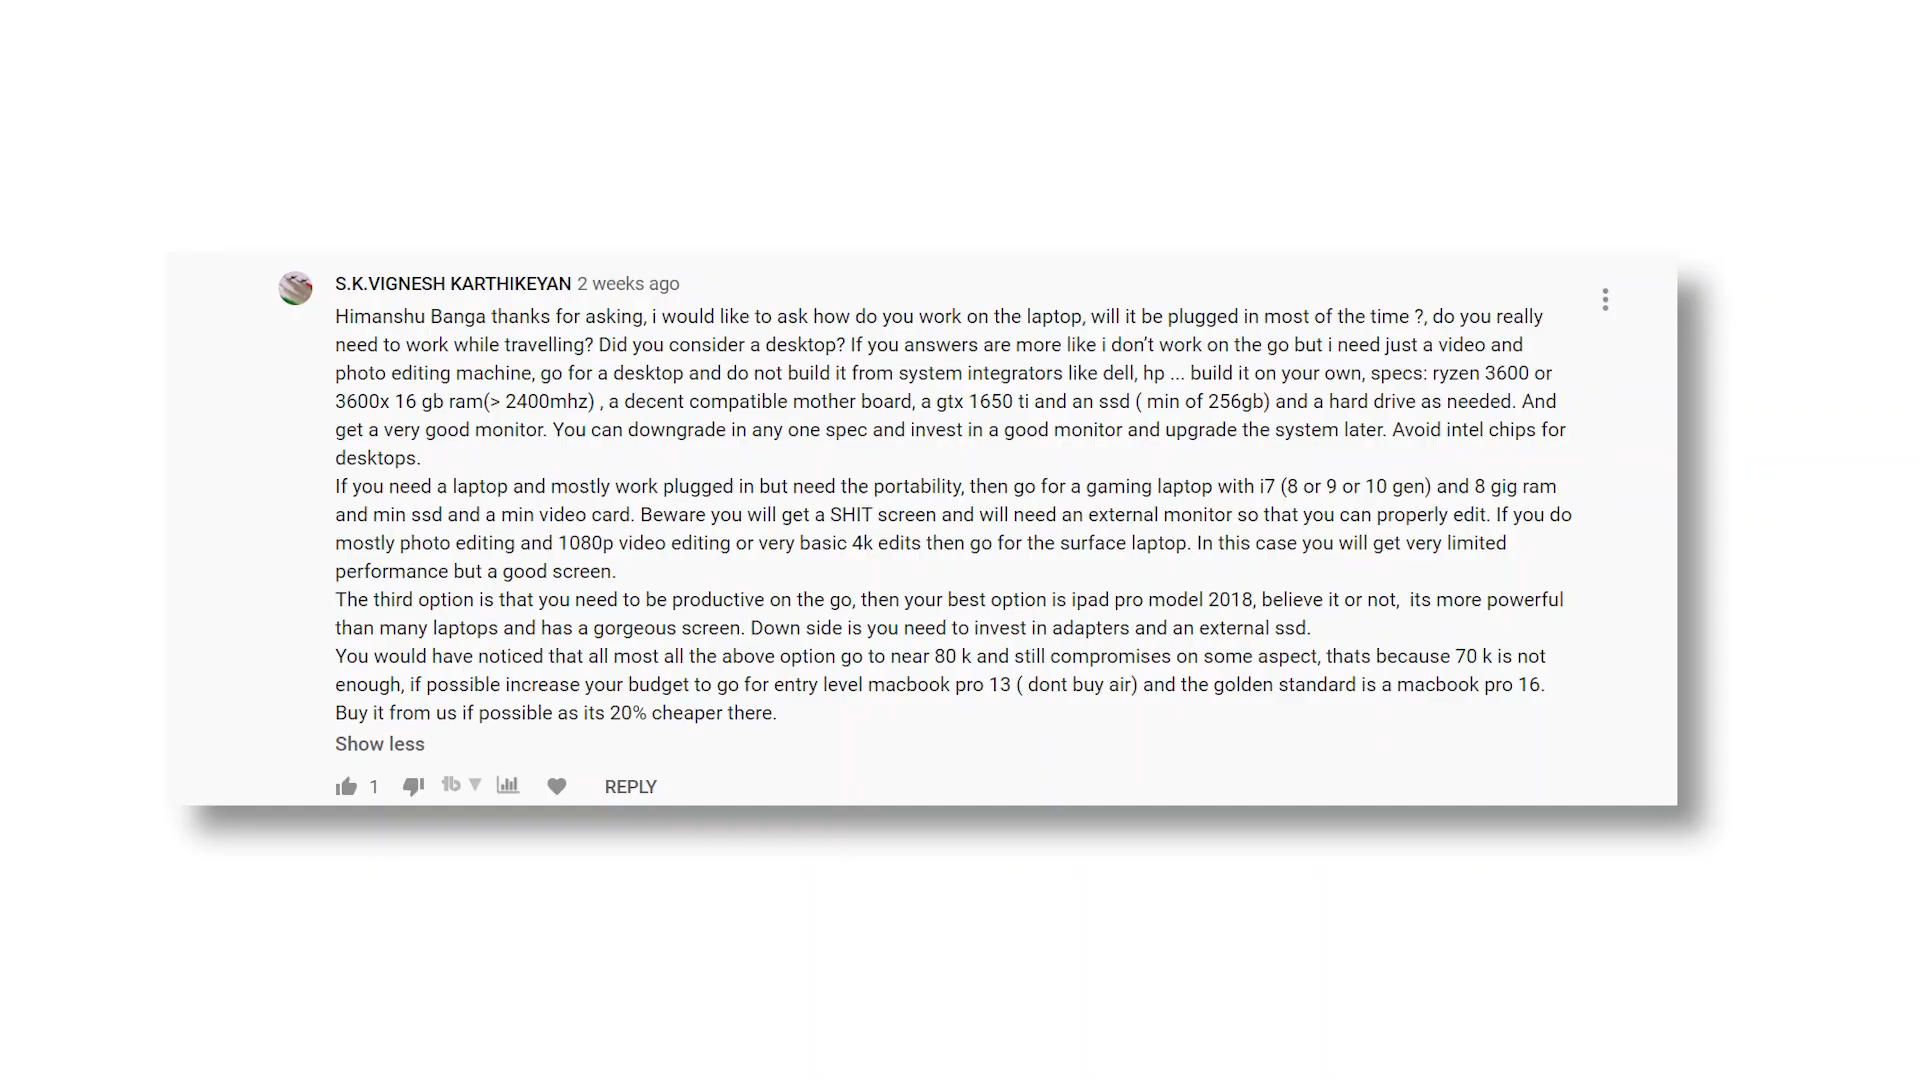 S.K.VIGNESH KARTHIKEYAN 2 weeks ago
Himanshu Banga thanks for asking, i would like to ask how do you work on the laptop, will it be plugged in most of the time ?, do you really
need to work while travelling? Did you consider a desktop? If you answers are more like i don’t work on the go but i need just a video and
photo editing machine, go for a desktop and do not build it from system integrators like dell, hp ... build it on your own, specs: ryzen 3600 or
3600x 16 gb ram(> 2400mhz) , a decent compatible mother board, a gtx 1650 ti and an ssd ( min of 256gb) and a hard drive as needed. And
get a very good monitor. You can downgrade in any one spec and invest in a good monitor and upgrade the system later. Avoid intel chips for
desktops.
If you need a laptop and mostly work plugged in but need the portability, then go for a gaming laptop with i7 (8 or 9 or 10 gen) and 8 gig ram
and min ssd and a min video card. Beware you will get a SHIT screen and will need an external monitor so that you can properly edit. If you do
mostly photo editing and 1080p video editing or very basic 4k edits then go for the surface laptop. In this case you will get very limited
performance but a good screen.
The third option is that you need to be productive on the go, then your best option is ipad pro model 2018, believe it or not,  its more powerful
than many laptops and has a gorgeous screen. Down side is you need to invest in adapters and an external ssd.
You would have noticed that all most all the above option go to near 80 k and still compromises on some aspect, thats because 70 k is not
enough, if possible increase your budget to go for entry level macbook pro 13 ( dont buy air) and the golden standard is a macbook pro 16.
Buy it from us if possible as its 20% cheaper there.
Show less
1 tb REPLY